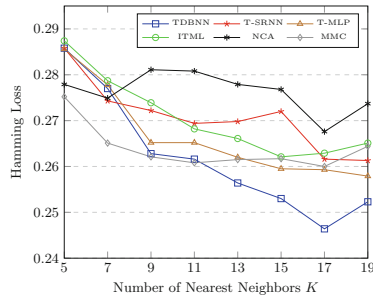 TDBNN T-SRNN T-MLP
ITML NCA MMC
0.29
0.28
0.27
0.26
0.25
0.24
Hamming Loss
5 7 9 11 13 15 17 19
Number of Nearest Neighbors K